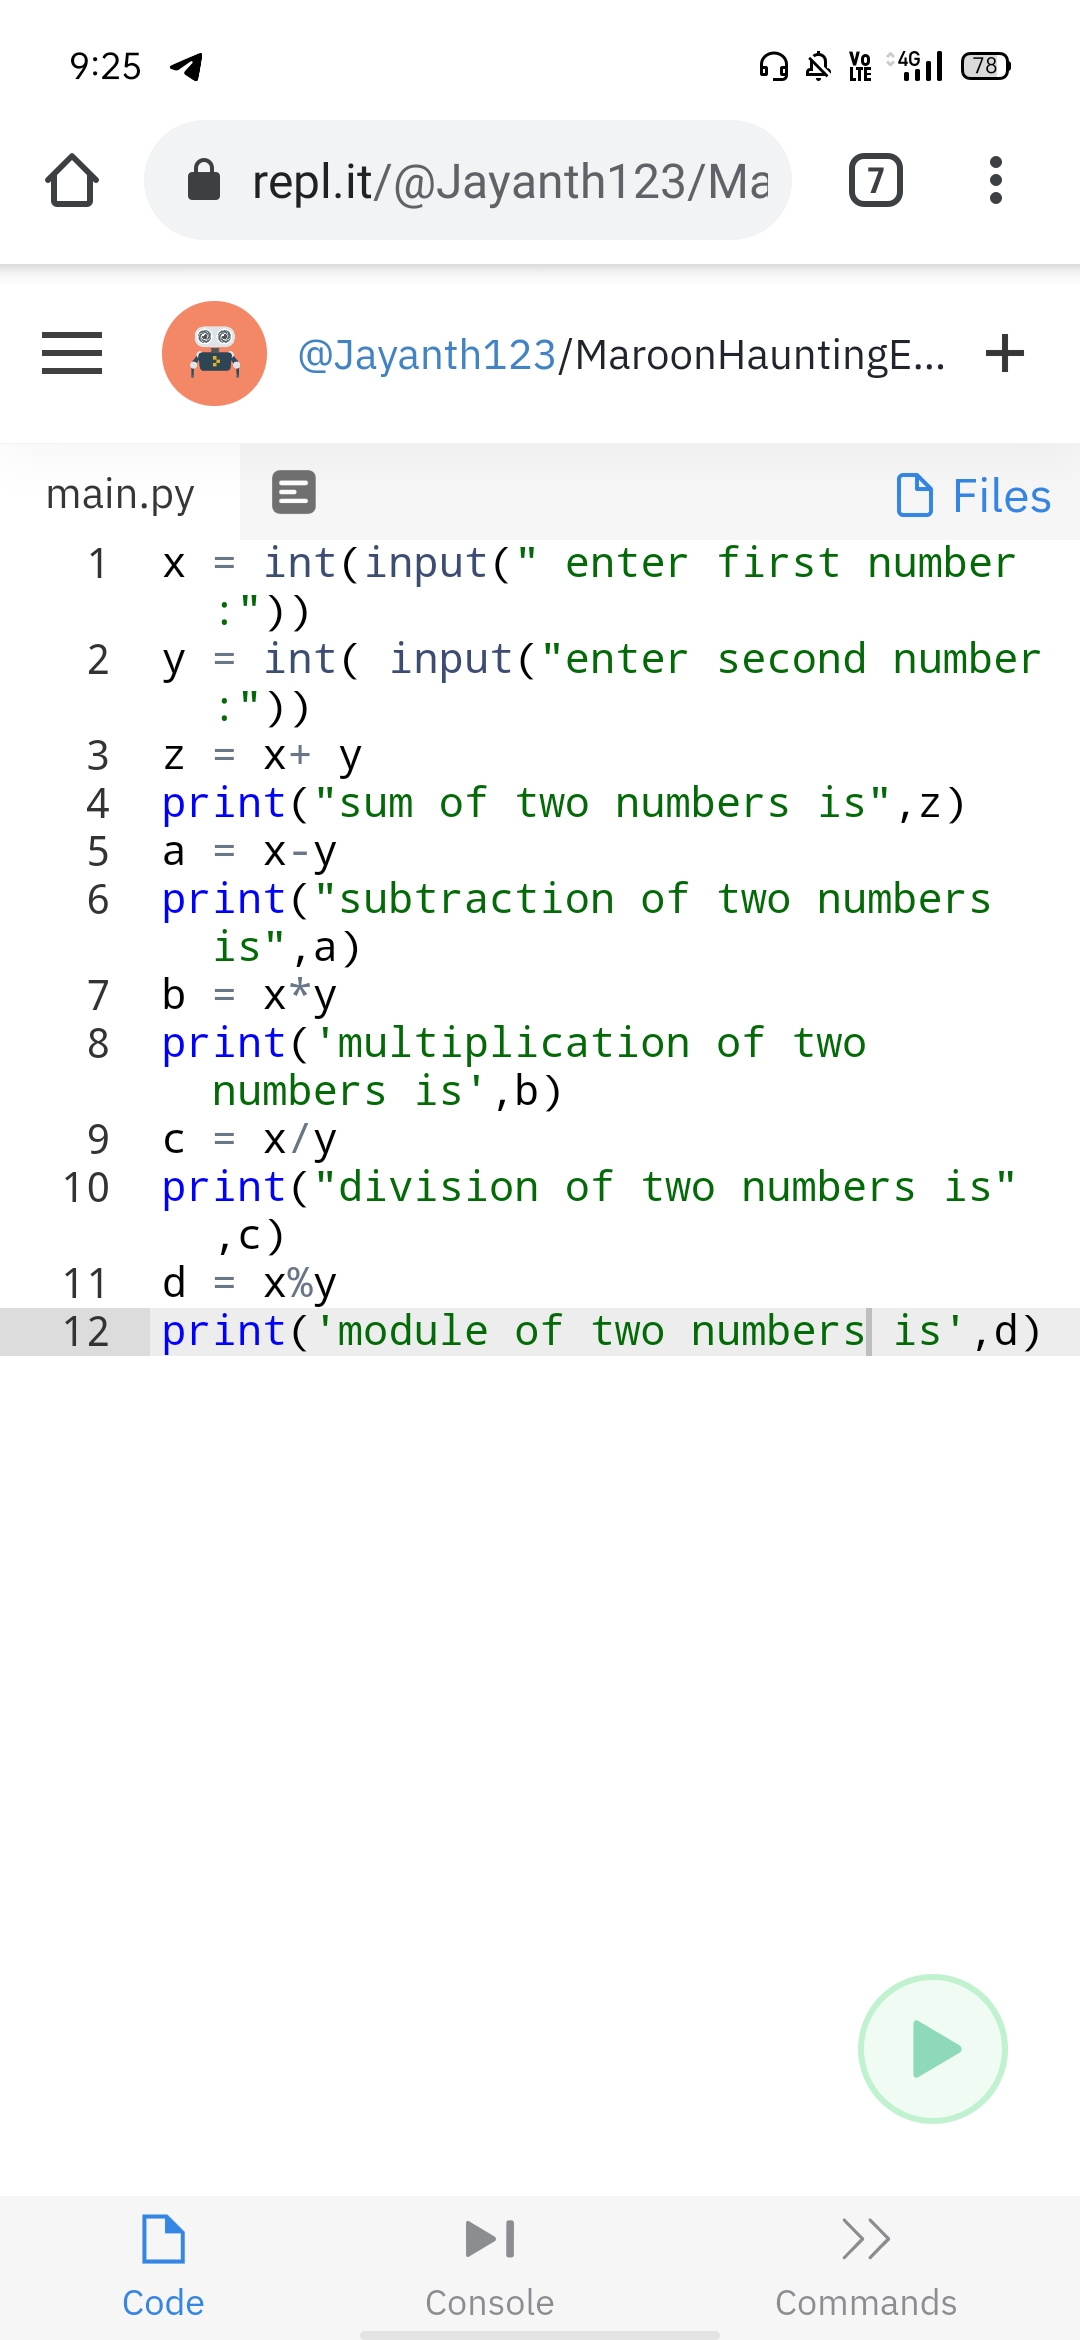 9:25 Vo LTE 4G 78
repl.it/@Jayanth123/Ma 7
@Jayanth123/MaroonHauntingE... +
main.py Files
1 x = int(input(" enter first number
:"))
2 y = int( input("enter second number
:"))
3 z = x+ y
4 print("sum of two numbers is",z)
5 a = x-y
6 print("subtraction of two numbers
is",a)
7 b = x*y
8 print('multiplication of two
numbers is',b)
9 c = x/y
10 print("division of two numbers is"
,c)
11 d = x%y
12 print('module of two numbers is',d)
Code Console Commands